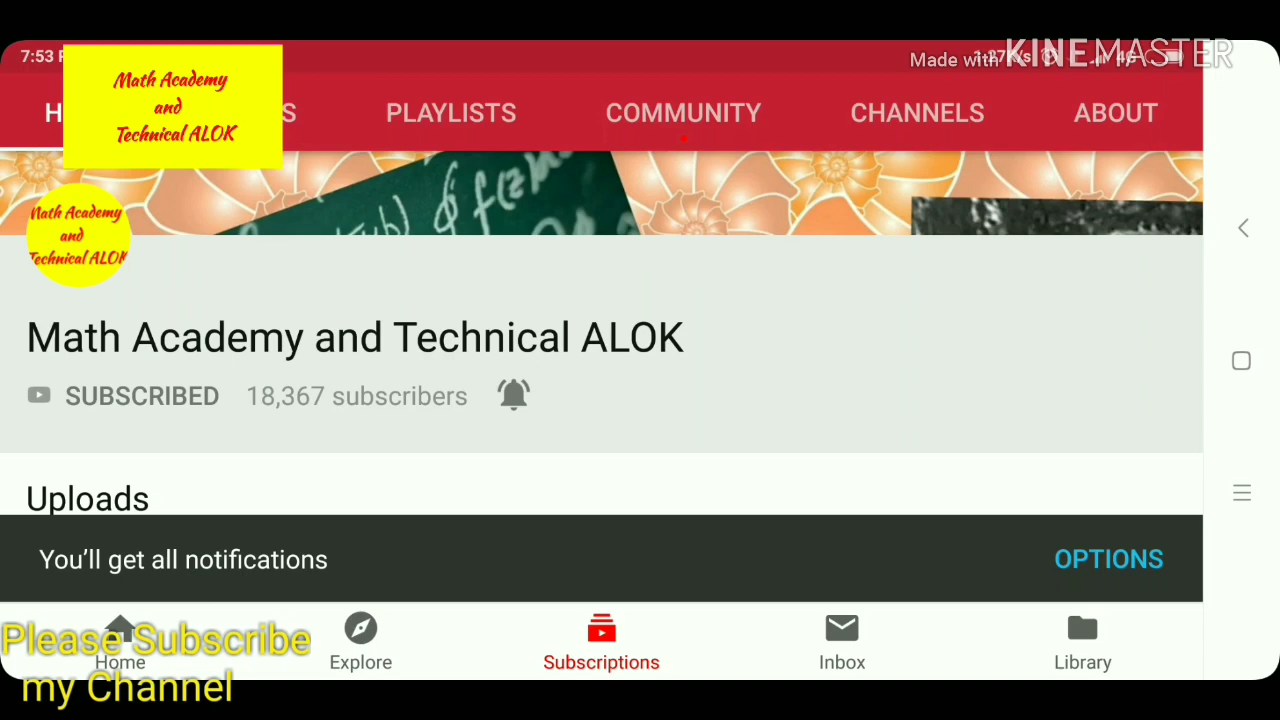 7:53 P
Made with KINEMASTER
Math Academy
and
Technical ALOK
H
S
PLAYLISTS
COMMUNITY
CHANNELS
ABOUT
Math Academy
and
Technical ALOK
Math Academy and Technical ALOK
SUBSCRIBED
18,367 subscribers
Uploads
You'll get all notifications
OPTIONS
Please Subscribe
my Channel
Home
Explore
Subscriptions
Inbox
Library